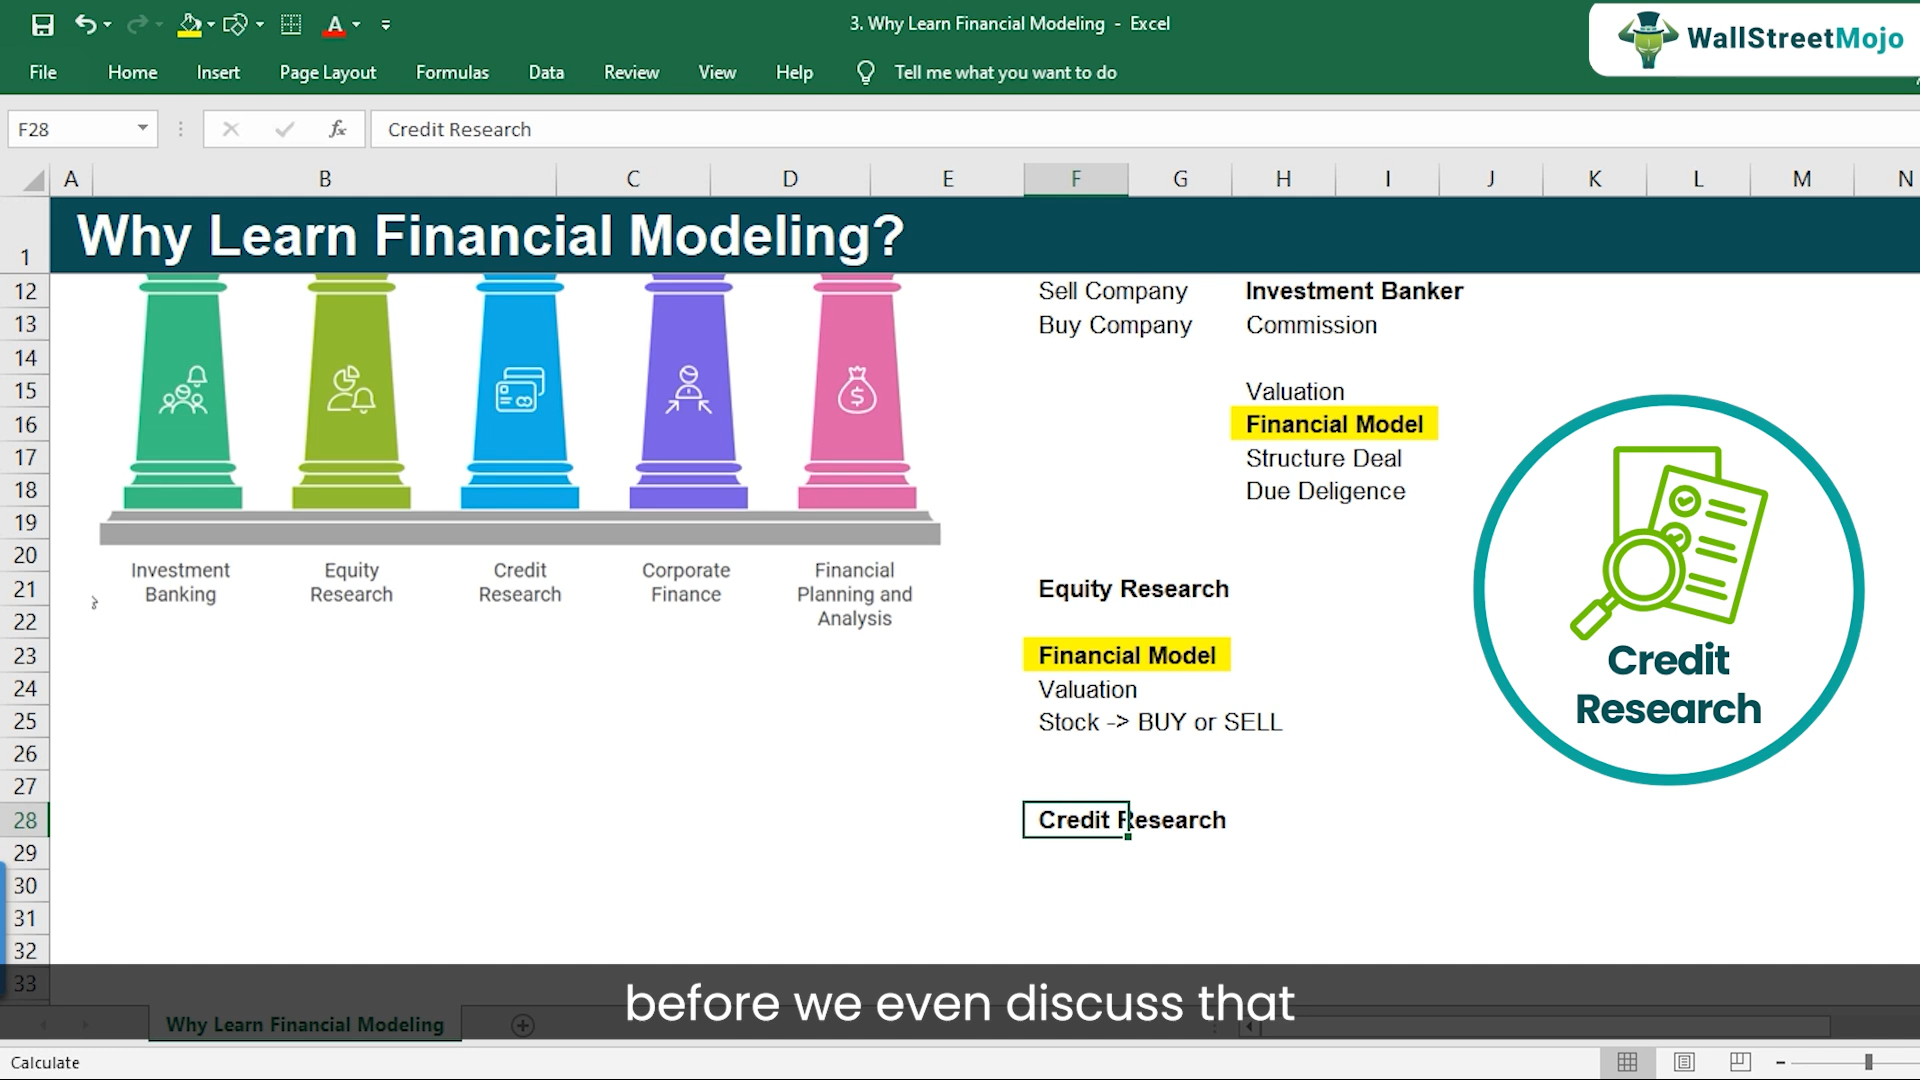 3. Why Learn Financial Modeling - Excel
WallStreetMojo
File Home Insert Page Layout Formulas Data Review View Help Tell me what you want to do
F28 fx Credit Research
A B C D E F G H I J K L M N
1 Why Learn Financial Modeling?
12 Sell Company Investment Banker
13 Buy Company Commission
14
15 Valuation
16 Financial Model
17 Structure Deal
18 Due Deligence
19
20
21 Equity Research
22
23 Financial Model
24 Valuation
25 Stock -> BUY or SELL
26
27
28 Credit Research
29
30
31
32
33
Investment
Banking
Equity
Research
Credit
Research
Corporate
Finance
Financial
Planning and
Analysis
Credit
Research
before we even discuss that
Why Learn Financial Modeling
Calculate